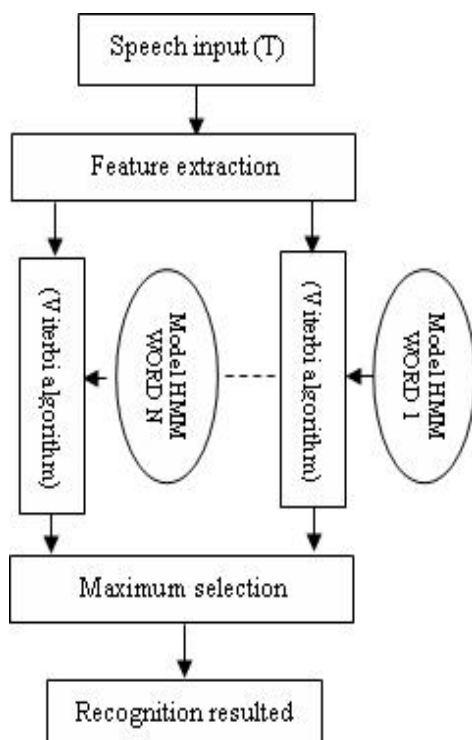 Speech input (T)
Feature extraction
(Viterbi algorithm)
Model HMM
WORD N
(Viterbi algorithm)
Model HMM
WORD 1
Maximum selection
Recognition resulted